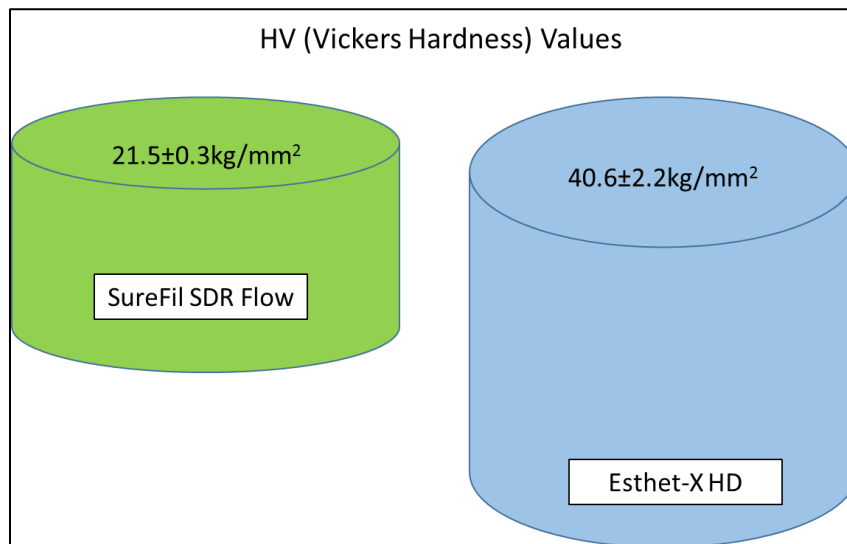 HV (Vickers Hardness) Values
21.5±0.3kg/mm²
40.6±2.2kg/mm²
SureFil SDR Flow
Esthet-X HD